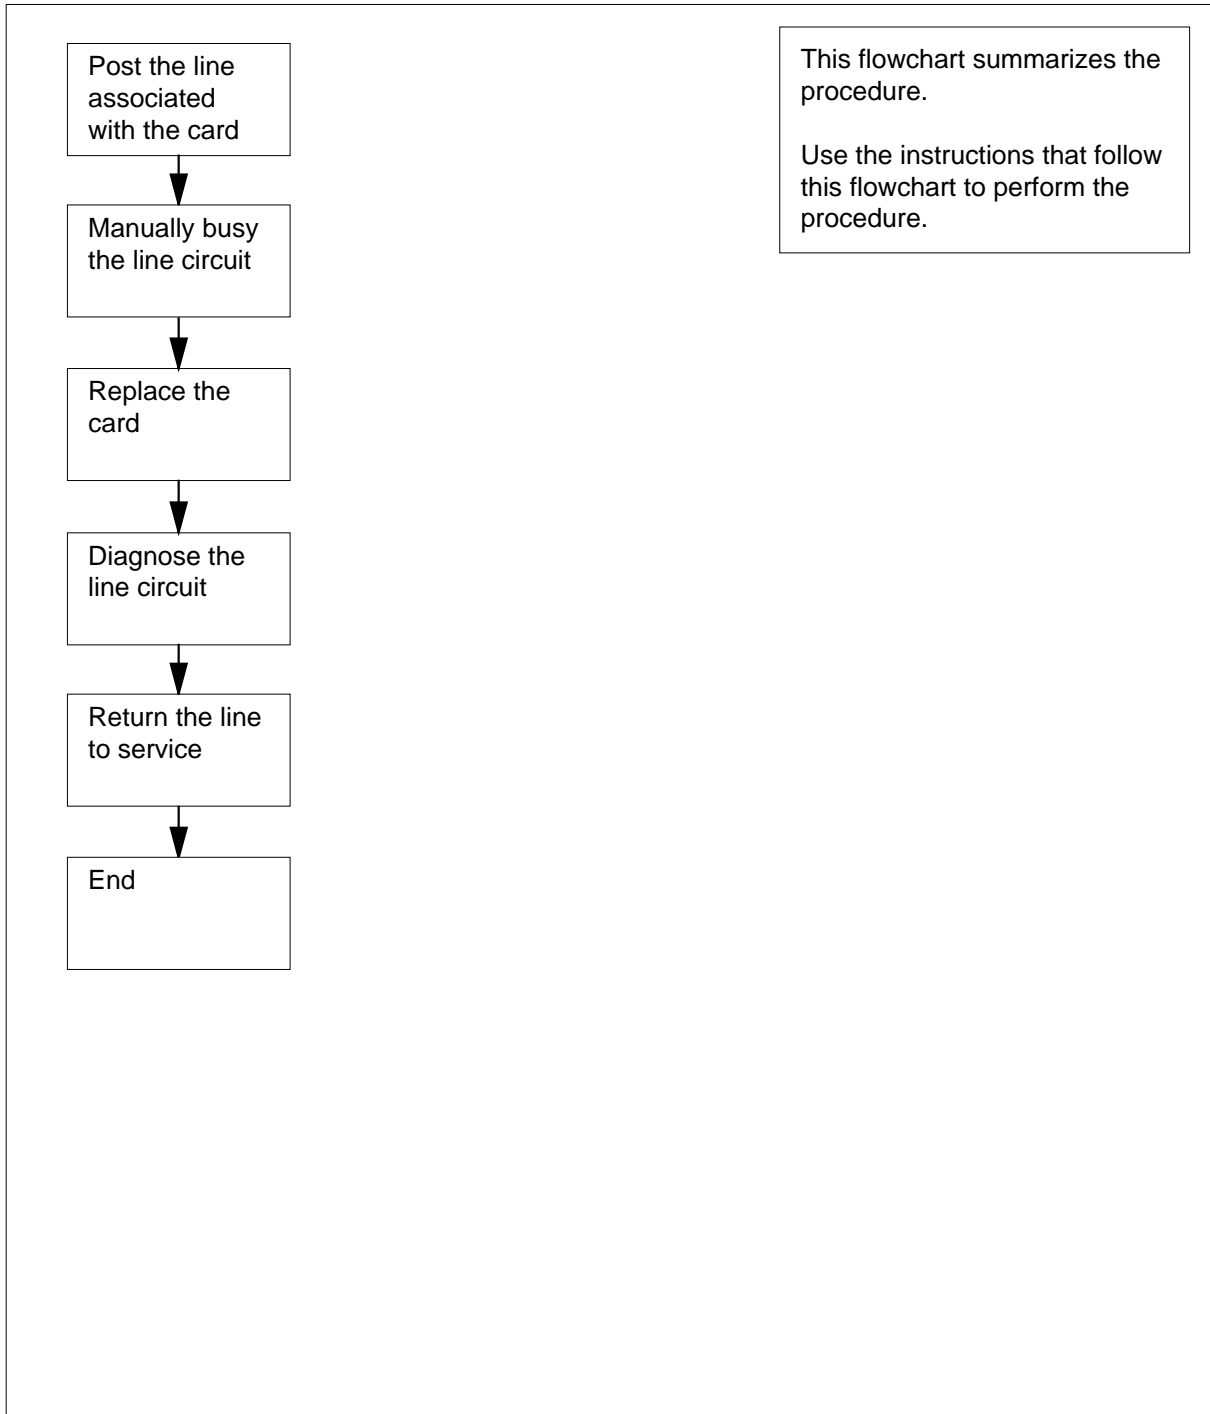 Post the line
associated
with the card
Manually busy
the line circuit
Replace the
card
Diagnose the
line circuit
Return the line
to service
End
This flowchart summarizes the
procedure.
Use the instructions that follow
this flowchart to perform the
procedure.